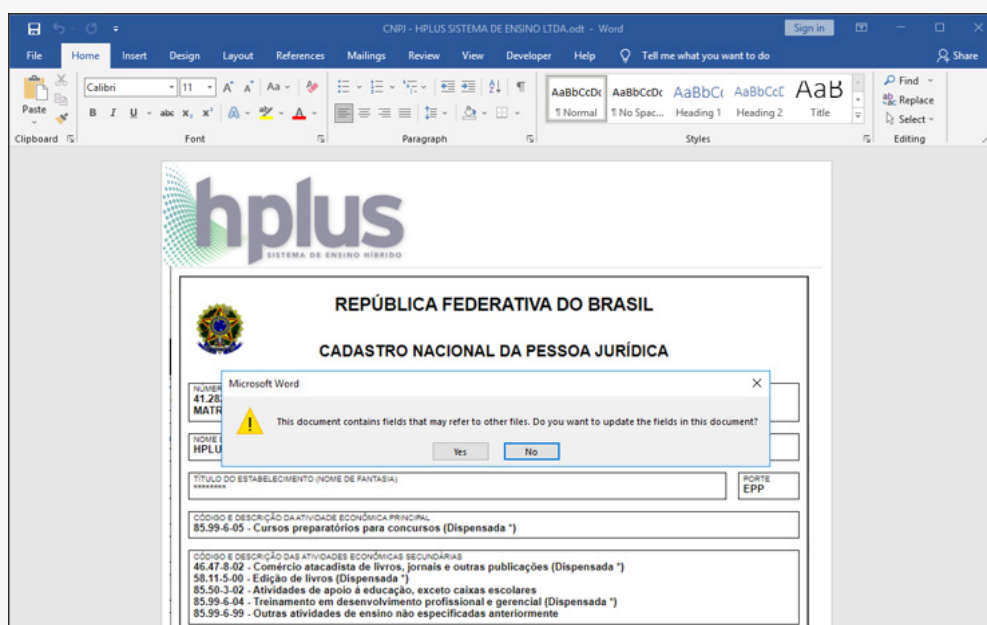 CNPJ - HPLUS SISTEMA DE ENSINO LTDA.odt - Word
Sign in
File Home Insert Design Layout References Mailings Review View Developer Help Tell me what you want to do Share
Paste
Calibri 11 A A Aa
B I U abc x, x² A ab A
Find
Replace
Select
AaBbCcDc AaBbCcDc AaBbCc AaBbCcC AaB
¶ Normal ¶ No Spac... Heading 1 Heading 2 Title
Clipboard Font Paragraph Styles Editing
hplus
SISTEMA DE ENSINO HÍBRIDO
REPÚBLICA FEDERATIVA DO BRASIL
CADASTRO NACIONAL DA PESSOA JURÍDICA
Microsoft Word
This document contains fields that may refer to other files. Do you want to update the fields in this document?
Yes No
TÍTULO DO ESTABELECIMENTO (NOME DE FANTASIA)
********
PORTE
EPP
CÓDIGO E DESCRIÇÃO DA ATIVIDADE ECONÔMICA PRINCIPAL
85.99-6-05 - Cursos preparatórios para concursos (Dispensada *)
CÓDIGO E DESCRIÇÃO DAS ATIVIDADES ECONÔMICAS SECUNDÁRIAS
46.47-8-02 - Comércio atacadista de livros, jornais e outras publicações (Dispensada *)
58.11-5-00 - Edição de livros (Dispensada *)
85.50-3-02 - Atividades de apoio à educação, exceto caixas escolares
85.99-6-04 - Treinamento em desenvolvimento profissional e gerencial (Dispensada *)
85.99-6-99 - Outras atividades de ensino não especificadas anteriormente